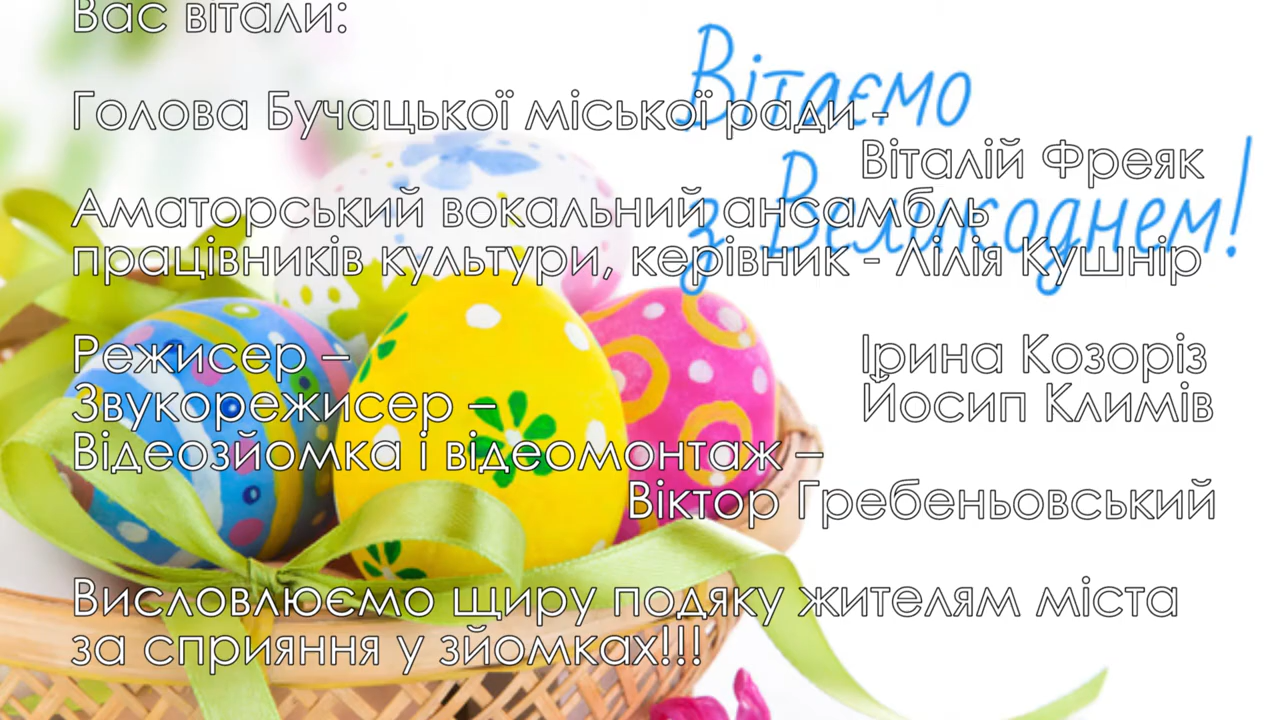 Вас вітали:
Вітаємо
з Великоднем!
Голова Бучацької міської ради -
Віталій Фреяк
Аматорський вокальний ансамбль
працівників культури, керівник - Лілія Кушнір
Режисер – Ірина Козоріз
Звукорежисер – Йосип Климів
Відеозйомка і відеомонтаж –
Віктор Гребеньовський
Висловлюємо щиру подяку жителям міста
за сприяння у зйомках!!!